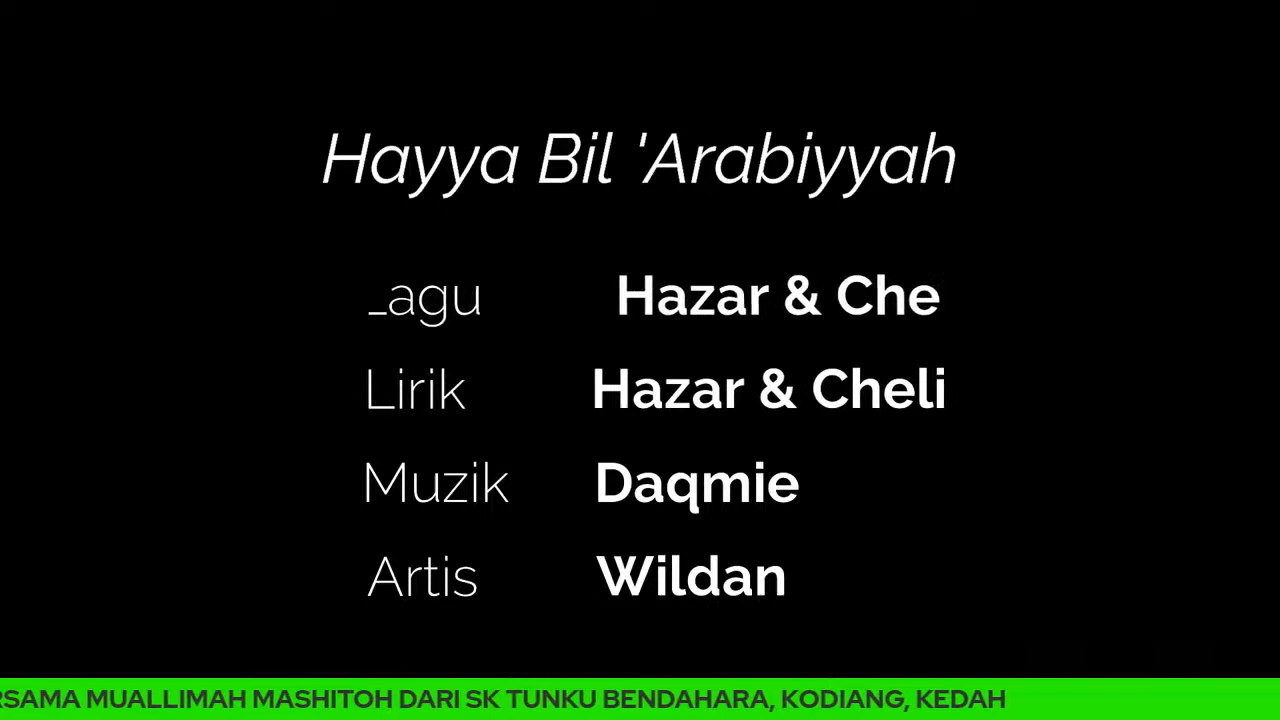 Hayya Bil 'Arabiyyah
_agu Hazar & Che
Lirik Hazar & Cheli
Muzik Daqmie
Artis Wildan
RSAMA MUALLIMAH MASHITOH DARI SK TUNKU BENDAHARA, KODIANG, KEDAH